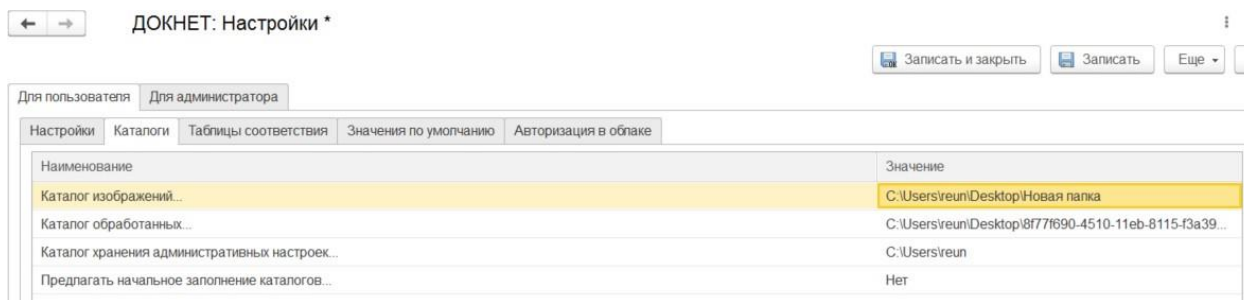 ДОКНЕТ: Настройки *
Записать и закрыть Записать Еще
Для пользователя Для администратора
Настройки Каталоги Таблицы соответствия Значения по умолчанию Авторизация в облаке
Наименование Значение
Каталог изображений... C:\Users\reun\Desktop\Новая папка
Каталог обработанных... C:\Users\reun\Desktop\8f77f690-4510-11eb-8115-f3a39...
Каталог хранения административных настроек... C:\Users\reun
Предлагать начальное заполнение каталогов... Нет